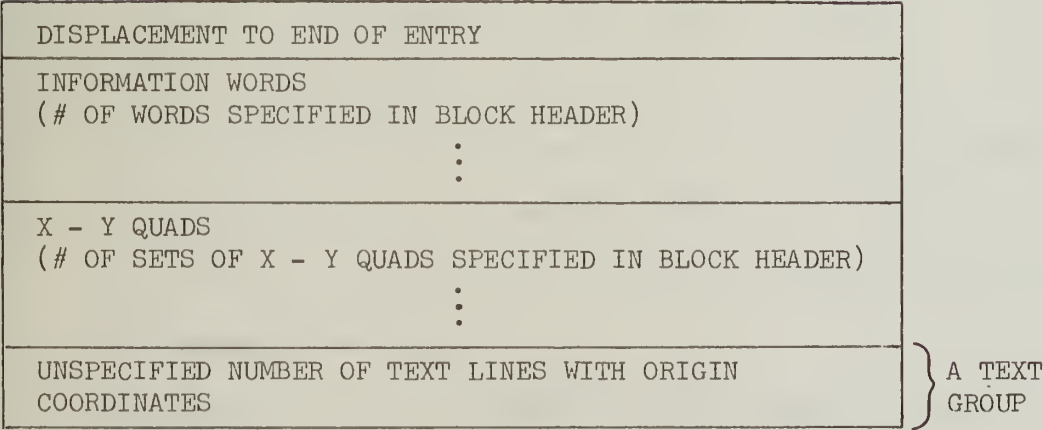 DISPLACEMENT TO END OF ENTRY
INFORMATION WORDS
(# OF WORDS SPECIFIED IN BLOCK HEADER)
X - Y QUADS
(# OF SETS OF X - Y QUADS SPECIFIED IN BLOCK HEADER)
UNSPECIFIED NUMBER OF TEXT LINES WITH ORIGIN
COORDINATES
A TEXT
GROUP